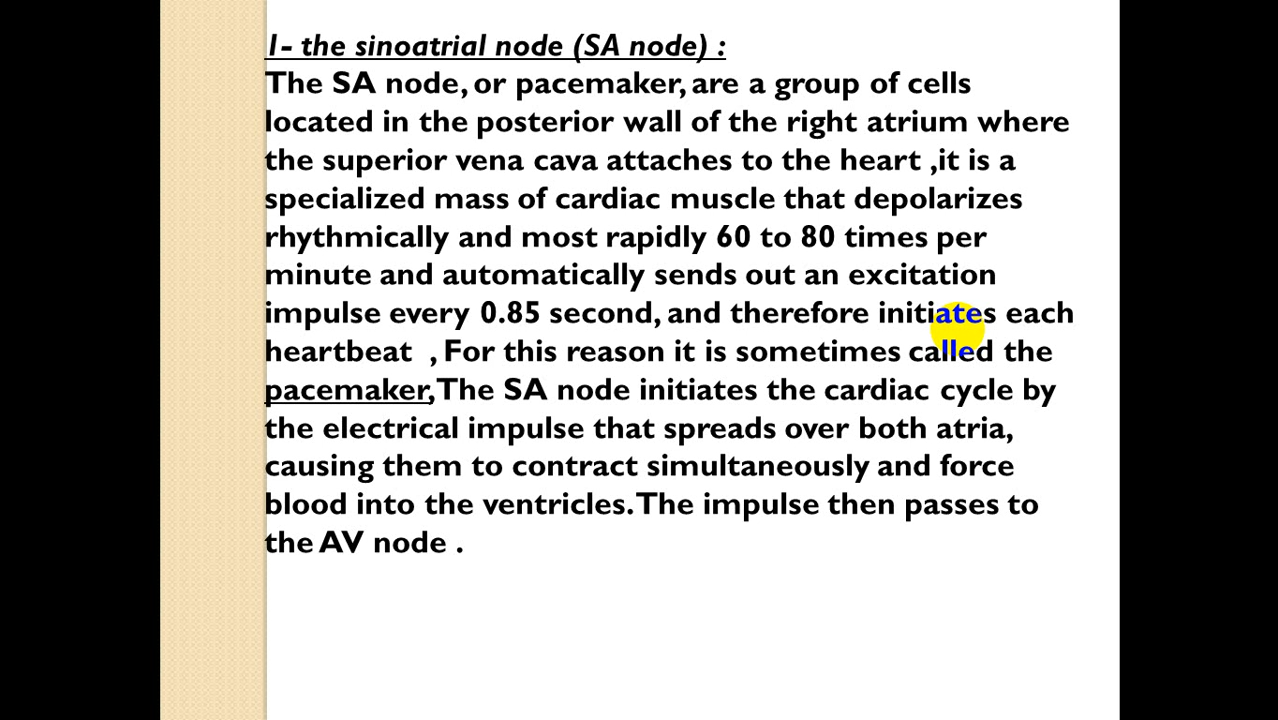 1- the sinoatrial node (SA node) :
The SA node, or pacemaker, are a group of cells
located in the posterior wall of the right atrium where
the superior vena cava attaches to the heart ,it is a
specialized mass of cardiac muscle that depolarizes
rhythmically and most rapidly 60 to 80 times per
minute and automatically sends out an excitation
impulse every 0.85 second, and therefore initiates each
heartbeat , For this reason it is sometimes called the
pacemaker,The SA node initiates the cardiac cycle by
the electrical impulse that spreads over both atria,
causing them to contract simultaneously and force
blood into the ventricles. The impulse then passes to
the AV node .